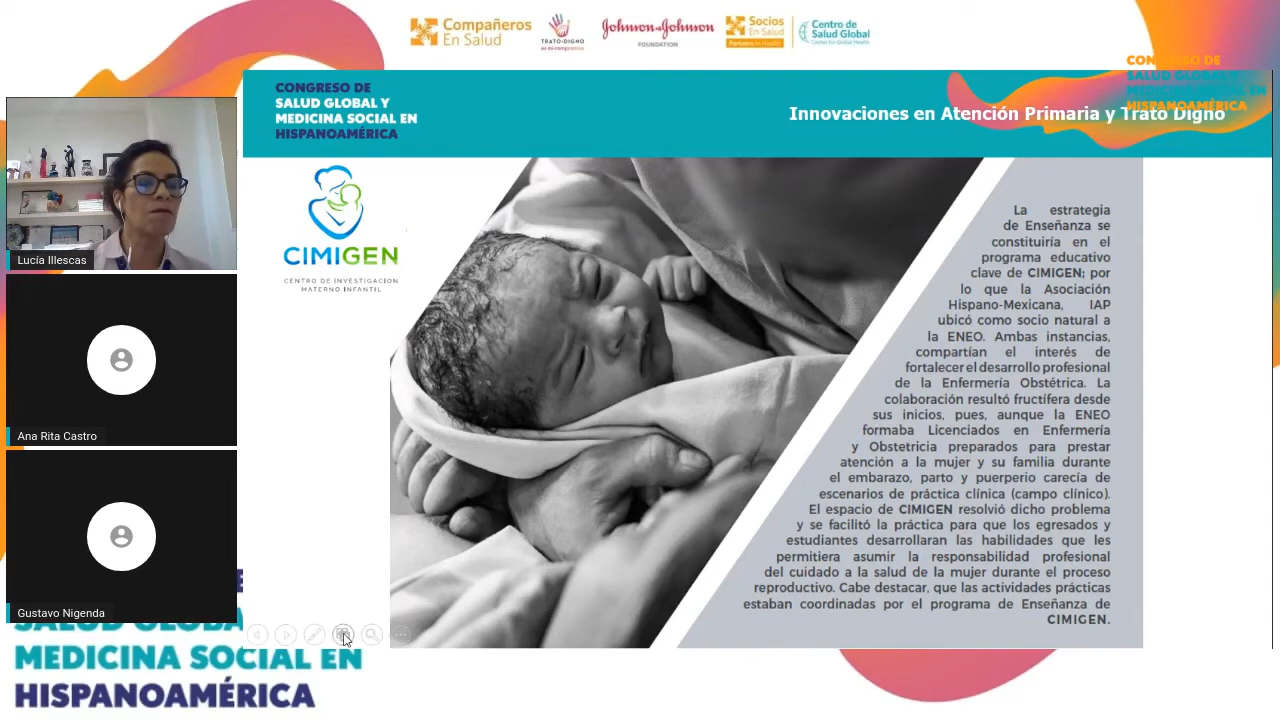 Compañeros
En Salud
TRATO-DIGNO
es mi compromiso
Johnson & Johnson
FOUNDATION
Socios
En Salud
Partners In Health
Centro de
Salud Global
Center for Global Health
CONGRESO DE
SALUD GLOBAL Y
MEDICINA SOCIAL EN
HISPANOAMÉRICA
CONGRESO DE
SALUD GLOBAL Y
MEDICINA SOCIAL EN
HISPANOAMÉRICA
Innovaciones en Atención Primaria y Trato Digno
Lucía Illescas
Ana Rita Castro
Gustavo Nigenda
CIMIGEN
CENTRO DE INVESTIGACIÓN
MATERNO INFANTIL
La estrategia
de Enseñanza se
constituiría en el
programa educativo
clave de CIMIGEN; por
lo que la Asociación
Hispano-Mexicana, IAP
ubicó como socio natural a
la ENEO. Ambas instancias,
compartían el interés de
fortalecer el desarrollo profesional
de la Enfermería Obstétrica. La
colaboración resultó fructífera desde
sus inicios, pues, aunque la ENEO
formaba Licenciados en Enfermería
y Obstetricia preparados para prestar
atención a la mujer y su familia durante
el embarazo, parto y puerperio carecía de
escenarios de práctica clínica (campo clínico).
El espacio de CIMIGEN resolvió dicho problema
y se facilitó la práctica para que los egresados y
estudiantes desarrollaran las habilidades que les
permitiera asumir la responsabilidad profesional
del cuidado a la salud de la mujer durante el proceso
reproductivo. Cabe destacar, que las actividades prácticas
estaban coordinadas por el programa de Enseñanza de
CIMIGEN.
SALUD GLOBA
MEDICINA SOCIAL EN
HISPANOAMÉRICA